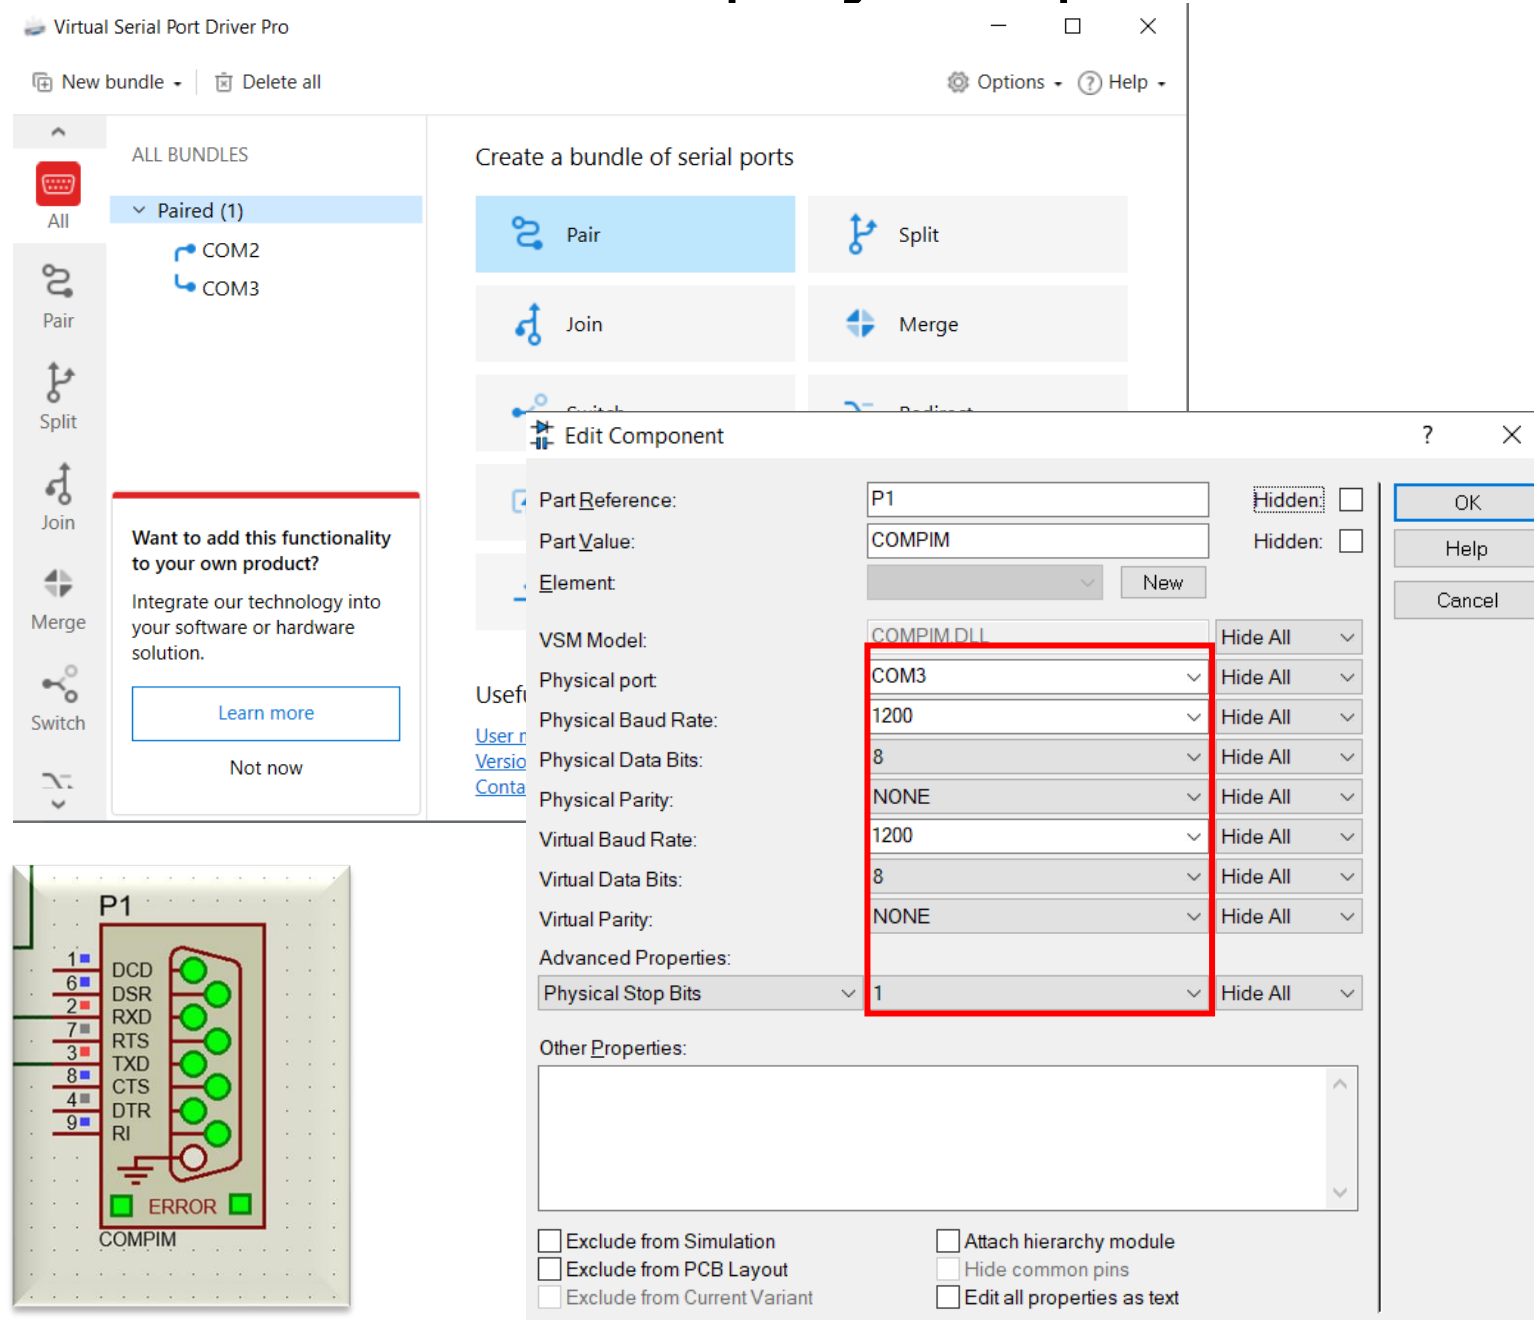 Virtual Serial Port Driver Pro
New bundle
Delete all
Options
Help
All
Pair
Split
Join
Merge
Switch
ALL BUNDLES
Paired (1)
COM2
COM3
Want to add this functionality
to your own product?
Integrate our technology into
your software or hardware
solution.
Learn more
Not now
Create a bundle of serial ports
Pair
Split
Join
Merge
Switch
Redirect
User
Contа
Edit Component
?
Part Reference:
P1
Hidden:
OK
Part Value:
COMPIM
Hidden:
Help
Element:
New
Cancel
VSM Model:
COMPIM.DLL
Hide All
Physical port:
COM3
Hide All
Physical Baud Rate:
1200
Hide All
Physical Data Bits:
8
Hide All
Physical Parity:
NONE
Hide All
Virtual Baud Rate:
1200
Hide All
Virtual Data Bits:
8
Hide All
Virtual Parity:
NONE
Hide All
Advanced Properties:
Physical Stop Bits
1
Hide All
Other Properties:
Exclude from Simulation
Exclude from PCB Layout
Exclude from Current Variant
Attach hierarchy module
Hide common pins
Edit all properties as text
P1
1 DCD
6 DSR
2 RXD
7 RTS
3 TXD
8 CTS
4 DTR
9 RI
ERROR
COMPIM